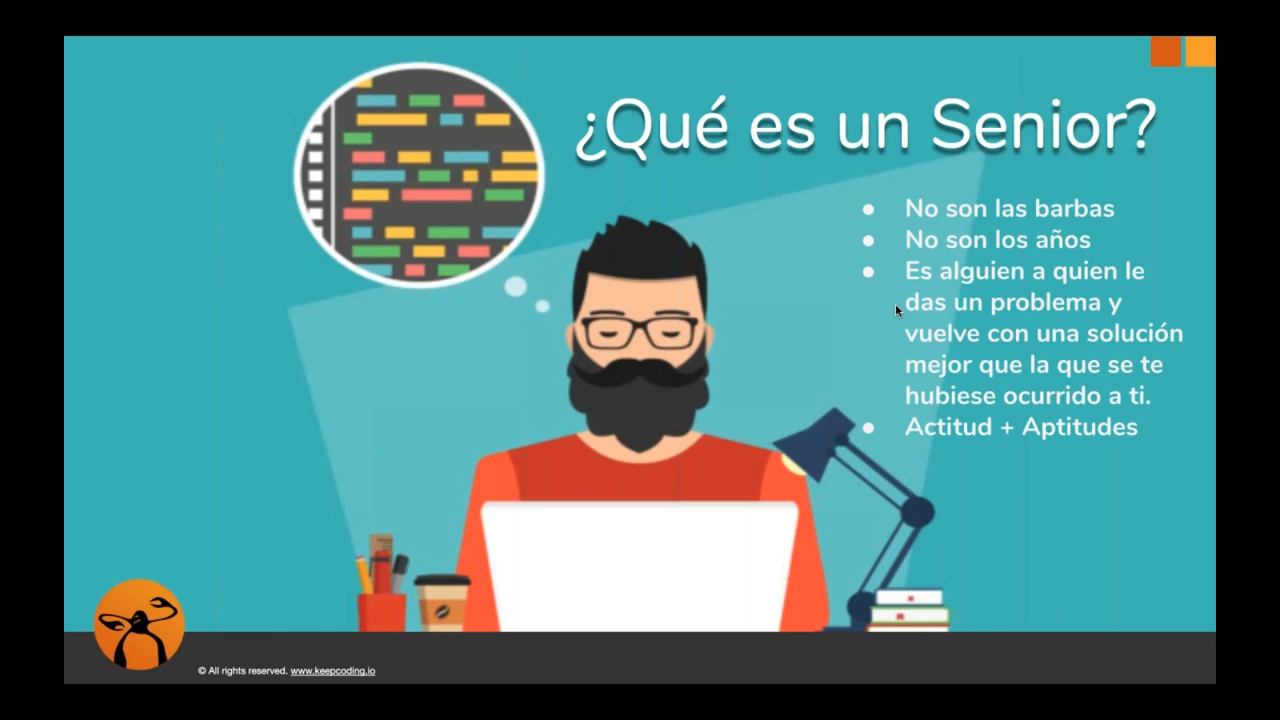 ¿Qué es un Senior?
● No son las barbas
● No son los años
● Es alguien a quien le
das un problema y
vuelve con una solución
mejor que la que se te
hubiese ocurrido a ti.
● Actitud + Aptitudes
© All rights reserved. www.keepcoding.io